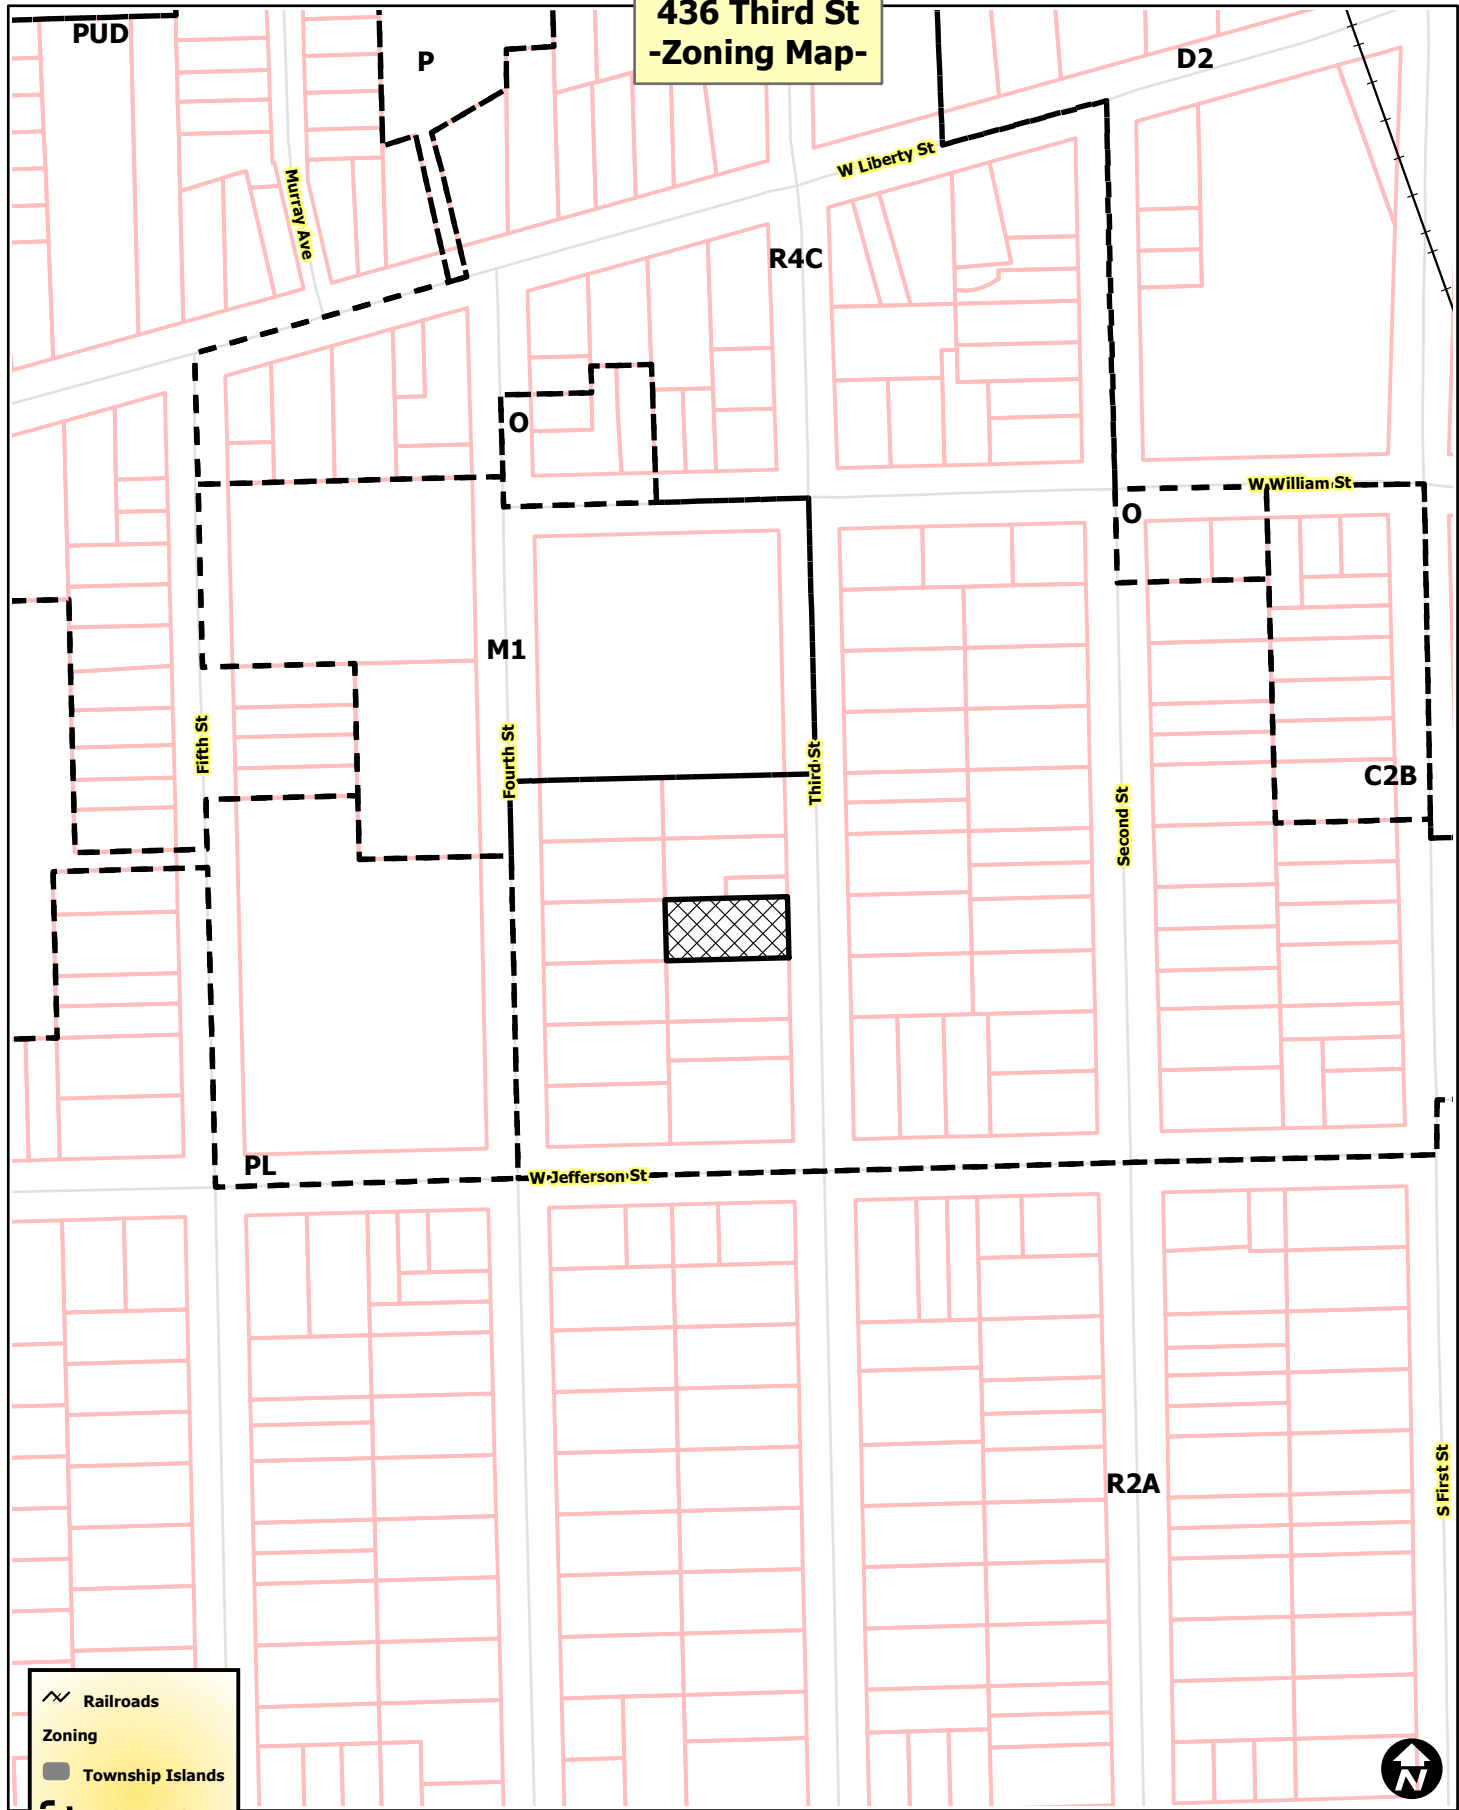 436 Third St
-Zoning Map-
PUD
P
D2
W Liberty St
Murray Ave
R4C
O
W William St
O
M1
Fifth St
Fourth St
Third St
Second St
C2B
PL
W Jefferson St
R2A
S First St
Railroads
Zoning
Township Islands
N